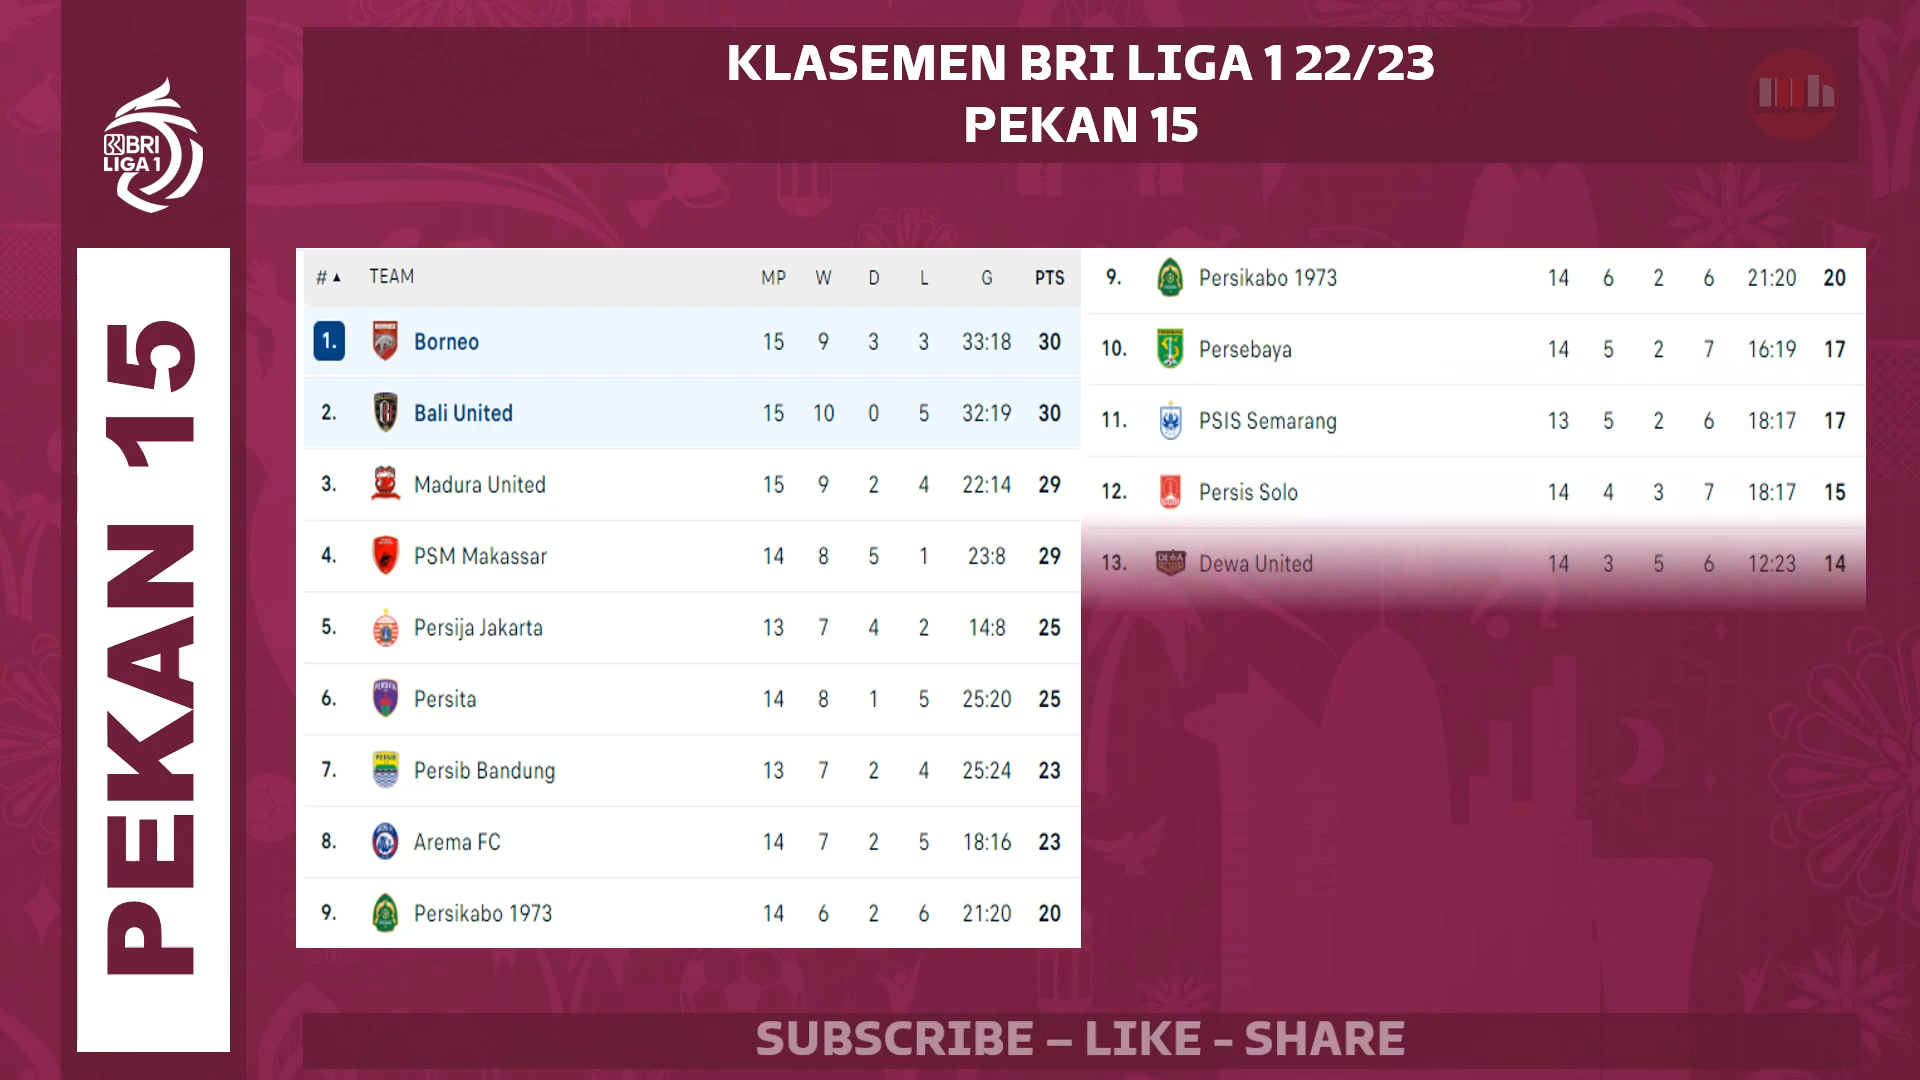 KLASEMEN BRI LIGA 1 22/23
PEKAN 15
BRI
LIGA 1
PEKAN 15
# ▲ TEAM MP W D L G PTS
1. Borneo 15 9 3 3 33:18 30
2. Bali United 15 10 0 5 32:19 30
3. Madura United 15 9 2 4 22:14 29
4. PSM Makassar 14 8 5 1 23:8 29
5. Persija Jakarta 13 7 4 2 14:8 25
6. Persita 14 8 1 5 25:20 25
7. Persib Bandung 13 7 2 4 25:24 23
8. Arema FC 14 7 2 5 18:16 23
9. Persikabo 1973 14 6 2 6 21:20 20
9. Persikabo 1973 14 6 2 6 21:20 20
10. Persebaya 14 5 2 7 16:19 17
11. PSIS Semarang 13 5 2 6 18:17 17
12. Persis Solo 14 4 3 7 18:17 15
13. Dewa United 14 3 5 6 12:23 14
SUBSCRIBE – LIKE - SHARE